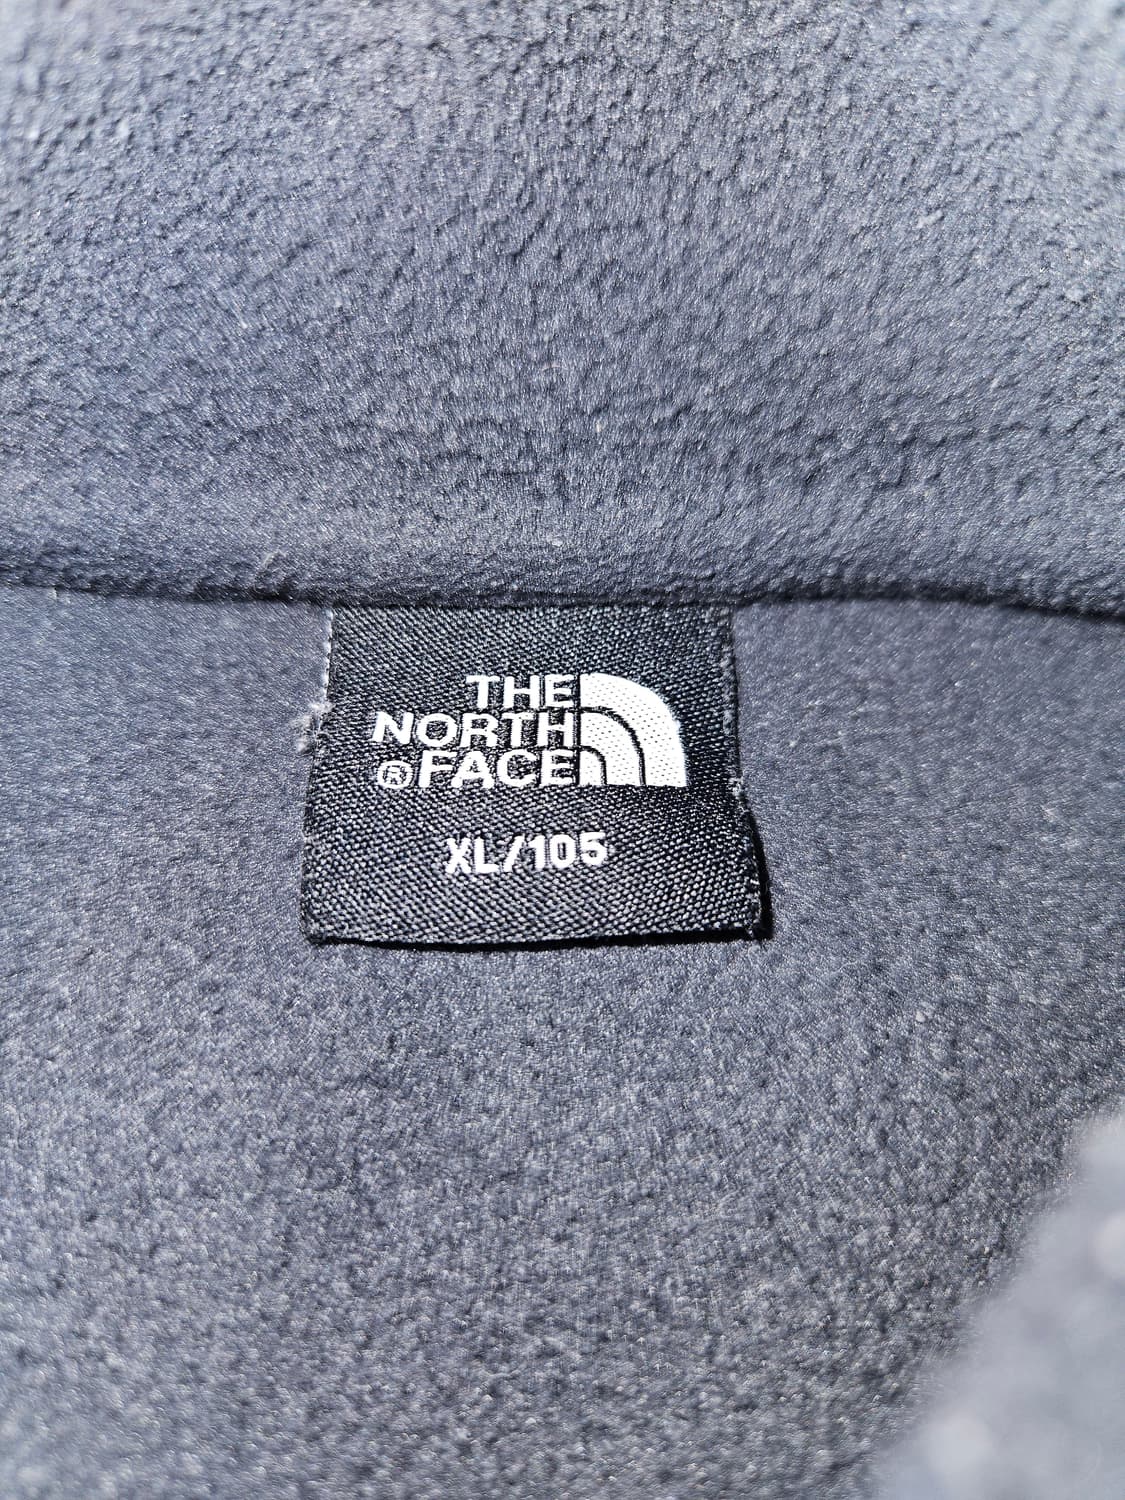 THE
NORTH
®FACE
XL/105